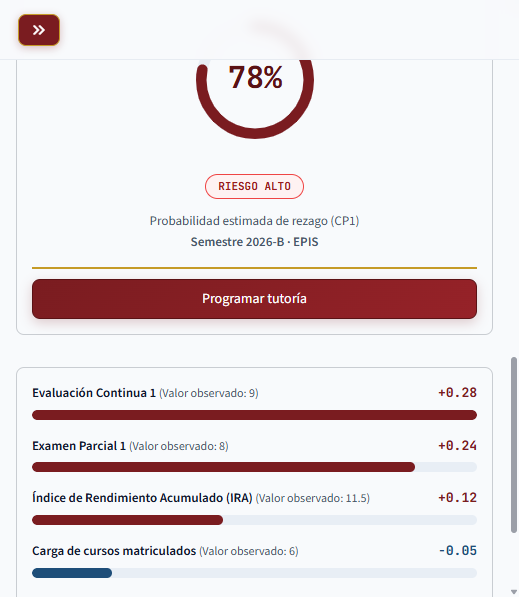 78%
RIESGO ALTO
Probabilidad estimada de rezago (CP1)
Semestre 2026-B · EPIS
Programar tutoría
Evaluación Continua 1 (Valor observado: 9) +0.28
Examen Parcial 1 (Valor observado: 8) +0.24
Índice de Rendimiento Acumulado (IRA) (Valor observado: 11.5) +0.12
Carga de cursos matriculados (Valor observado: 6) -0.05